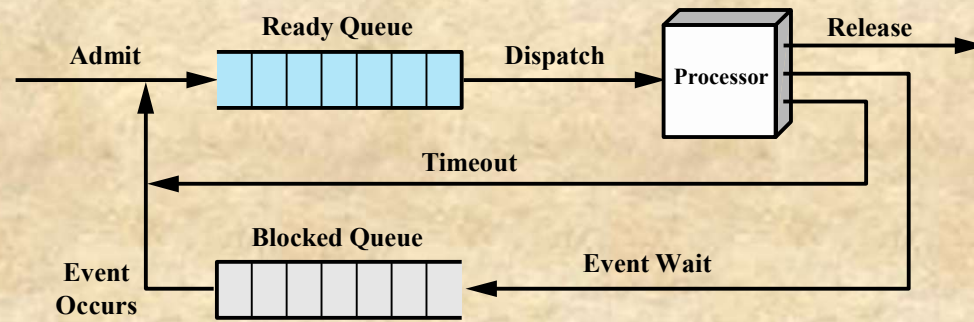 Ready Queue
Release
Admit
Dispatch
Processor
Timeout
Blocked Queue
Event Wait
Event
Occurs